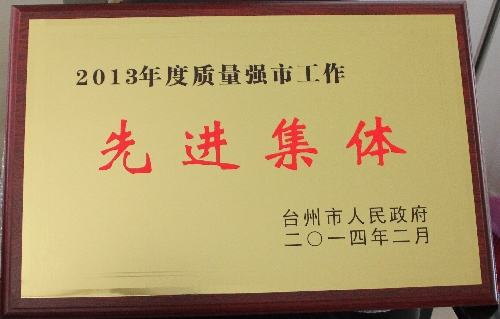 2013年度质量强市工作
先进集体
台州市人民政府
二〇一四年二月